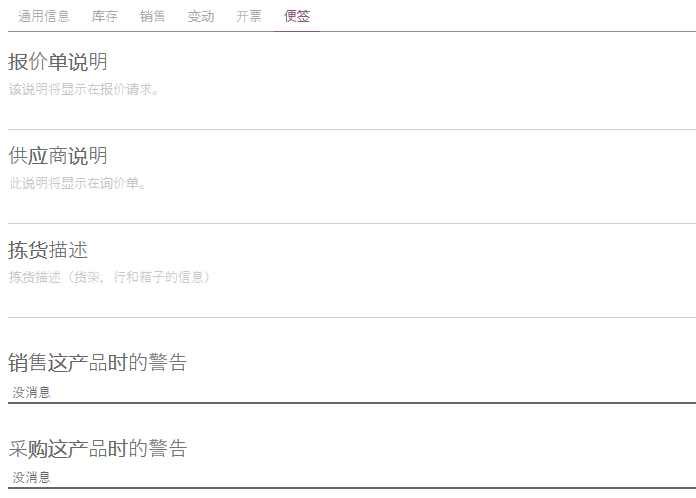 通用信息 库存 销售 变动 开票 便签
报价单说明
该说明将显示在报价请求。
供应商说明
此说明将显示在询价单。
拣货描述
拣货描述（货架，行和箱子的信息）
销售这产品时的警告
没消息
采购这产品时的警告
没消息